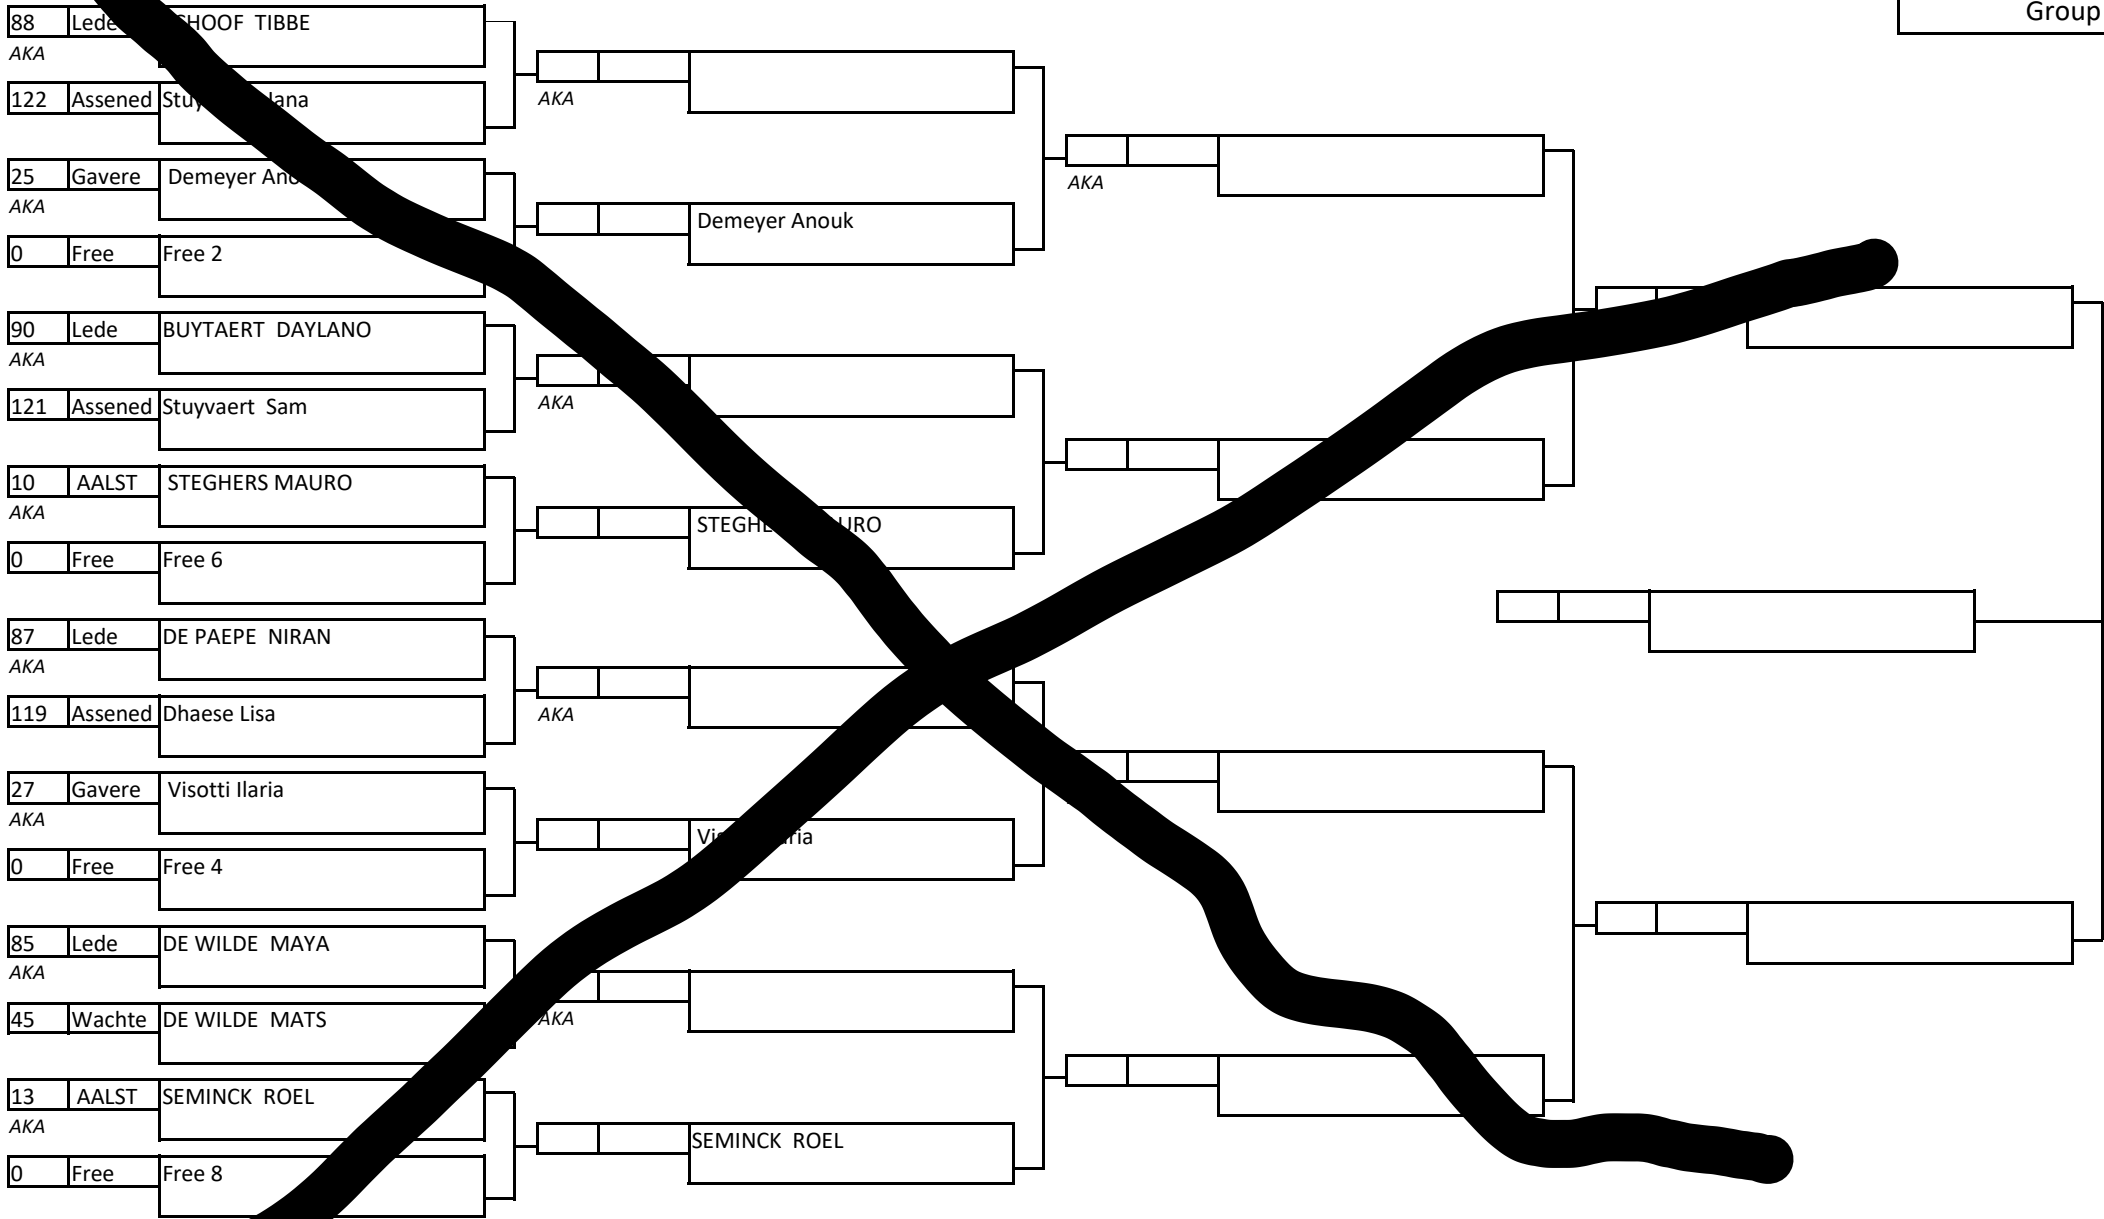 Group
88 Lede HOOF TIBBE
AKA
122 Assened Jana
AKA
25 Gavere Demeyer
AKA
Demeyer Anouk
AKA
0 Free Free 2
90 Lede BUYTAERT DAYLANO
AKA
AKA
121 Assened Stuyvaert Sam
10 AALST STEGHERS MAURO
AKA
0 Free Free 6
87 Lede DE PAEPE NIRAN
AKA
119 Assened Dhaese Lisa
AKA
27 Gavere Visotti Ilaria
AKA
0 Free Free 4
85 Lede DE WILDE MAYA
AKA
45 Wachte DE WILDE MATS
AKA
13 AALST SEMINCK ROEL
AKA
SEMINCK ROEL
0 Free Free 8